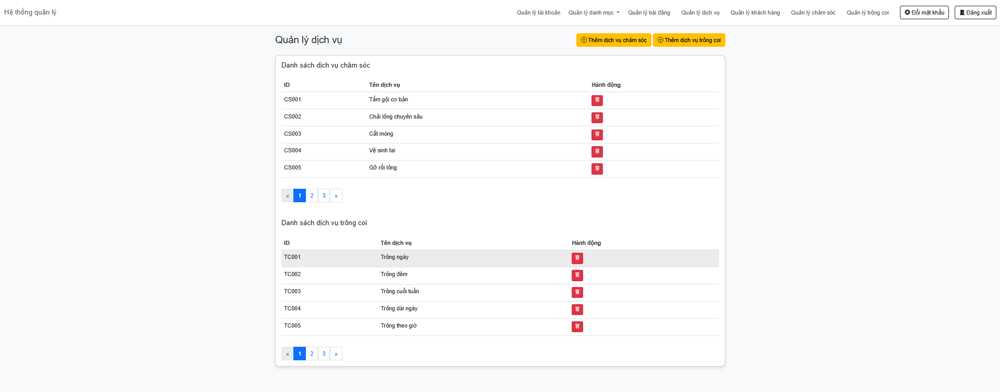 Hệ thống quản lý
Quản lý tài khoản
Quản lý danh mục
Quản lý bài đăng
Quản lý dịch vụ
Quản lý khách hàng
Quản lý chăm sóc
Quản lý trông coi
Đổi mật khẩu
Đăng xuất
Quản lý dịch vụ
Thêm dịch vụ chăm sóc
Thêm dịch vụ trông coi
Danh sách dịch vụ chăm sóc
ID Tên dịch vụ Hành động
CS001 Tắm gội cơ bản
CS002 Chải lông chuyên sâu
CS003 Cắt móng
CS004 Vệ sinh tai
CS005 Gỡ rối lông
« 1 2 3 »
Danh sách dịch vụ trông coi
ID Tên dịch vụ Hành động
TC001 Trông ngày
TC002 Trông đêm
TC003 Trông cuối tuần
TC004 Trông dài ngày
TC005 Trông theo giờ
« 1 2 3 »